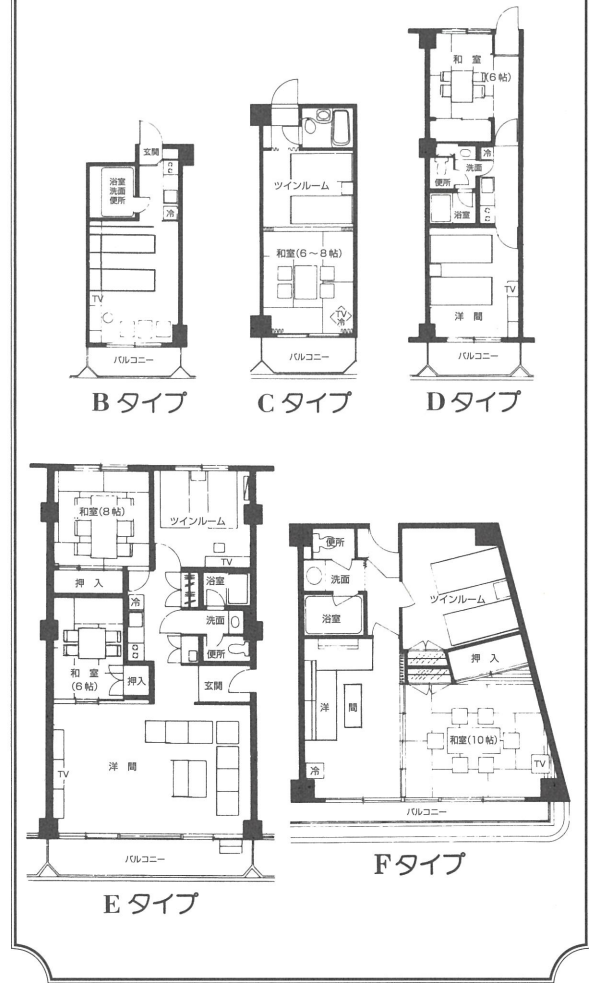 玄関
浴室
洗面
便所
冷
TV
バルコニー
Bタイプ
ツインルーム
和室(6〜8帖)
TV
冷
バルコニー
Cタイプ
和室
(6帖)
冷
洗面
便所
浴室
TV
洋間
バルコニー
Dタイプ
和室(8帖)
ツインルーム
TV
押入
冷
浴室
洗面
便所
和室
(6帖)
押入
玄関
洋間
TV
バルコニー
Eタイプ
便所
洗面
浴室
ツインルーム
押入
洋間
和室(10帖)
冷
TV
バルコニー
Fタイプ